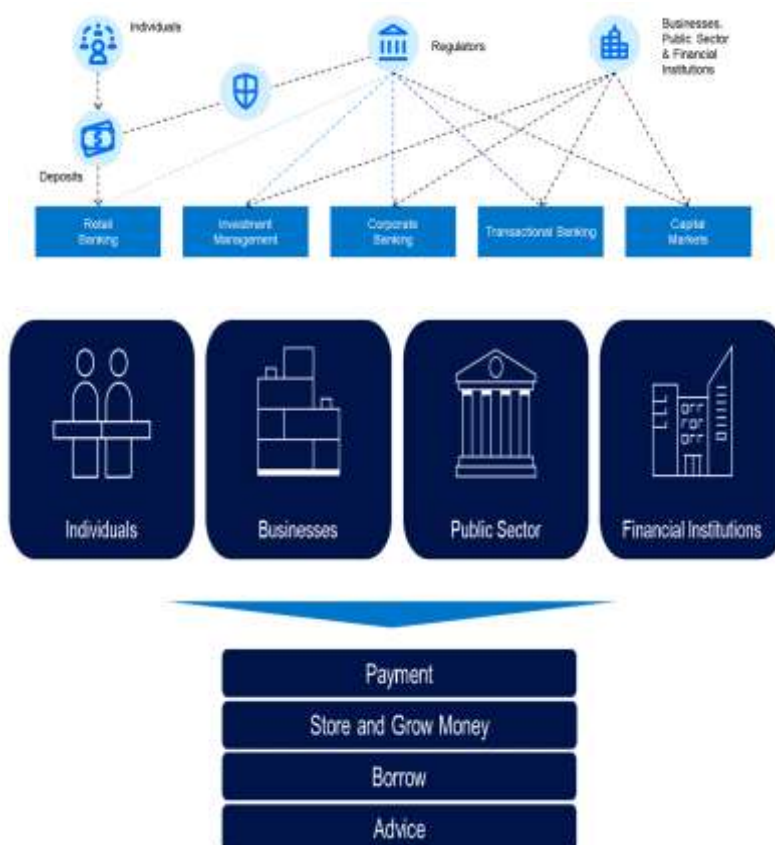 Individuals
Regulators
Businesses,
Public Sector
& Financial
Institutions
Deposits
Retail
Banking
Investment
Management
Corporate
Banking
Transactional Banking
Capital
Markets
Individuals
Businesses
Public Sector
Financial Institutions
Payment
Store and Grow Money
Borrow
Advice